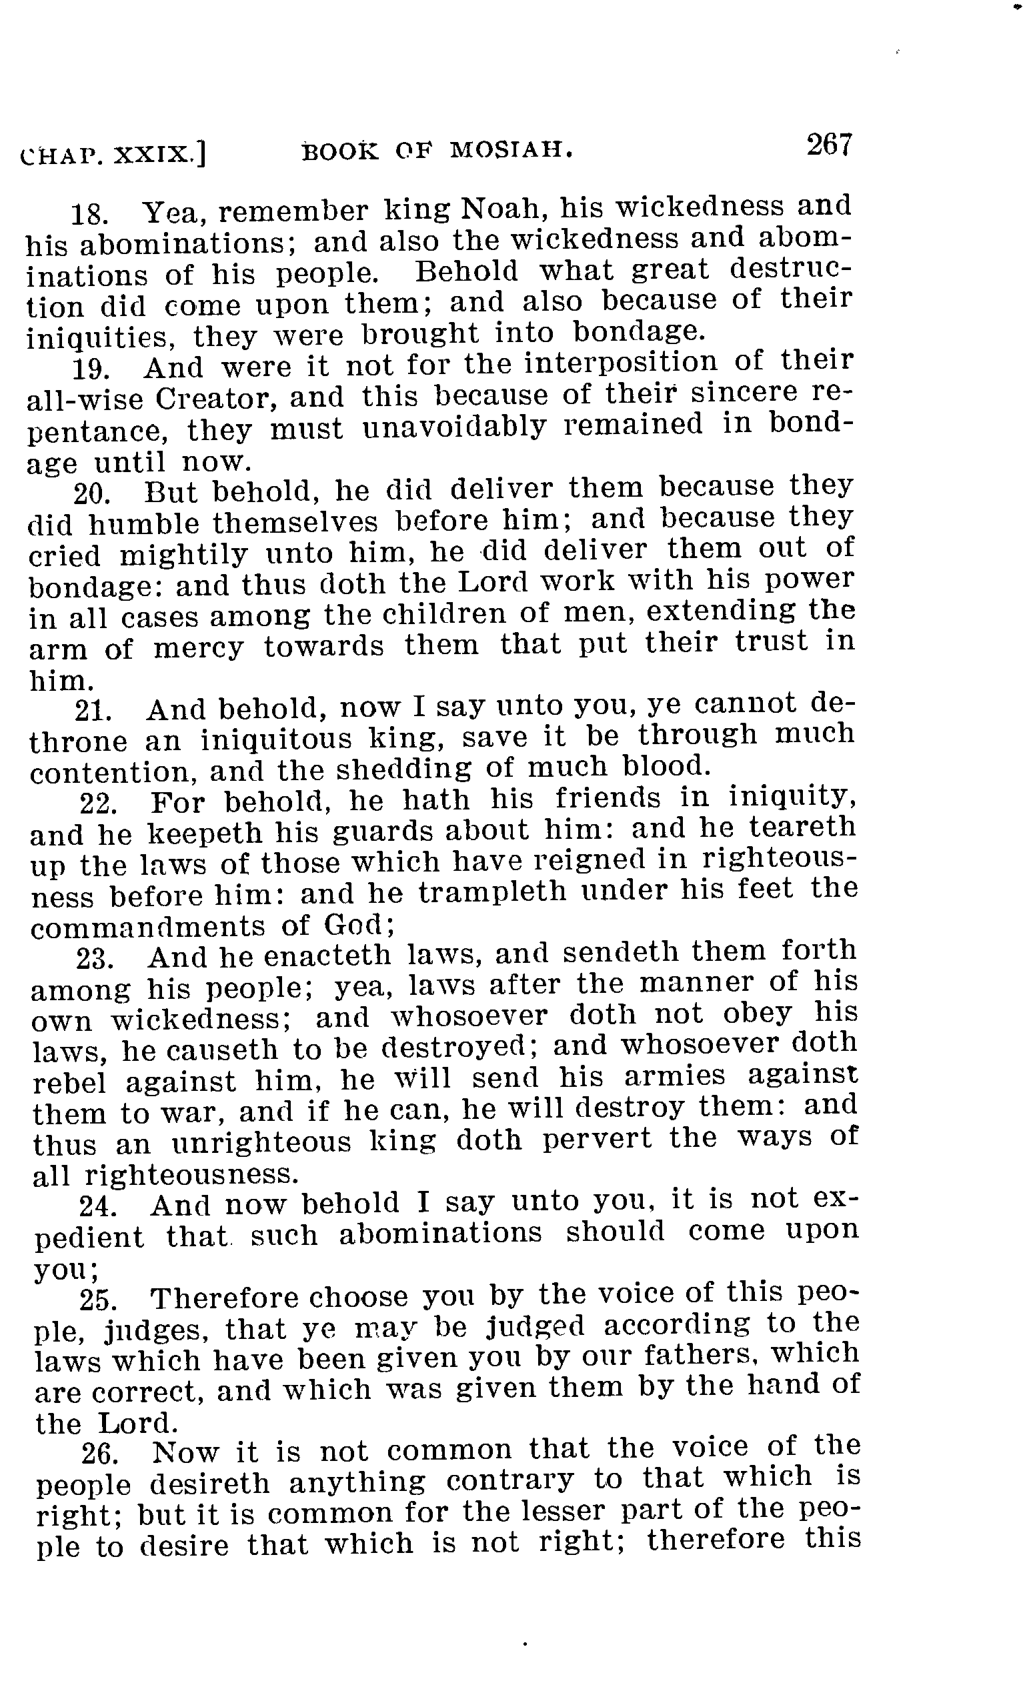 CHAP. XXIX.] BOOK OF MOSIAH. 267
18. Yea, remember king Noah, his wickedness and
his abominations; and also the wickedness and abom-
inations of his people. Behold what great destruc-
tion did come upon them; and also because of their
iniquities, they were brought into bondage.
19. And were it not for the interposition of their
all-wise Creator, and this because of their sincere re-
pentance, they must unavoidably remained in bond-
age until now.
20. But behold, he did deliver them because they
did humble themselves before him; and because they
cried mightily unto him, he did deliver them out of
bondage: and thus doth the Lord work with his power
in all cases among the children of men, extending the
arm of mercy towards them that put their trust in
him.
21. And behold, now I say unto you, ye cannot de-
throne an iniquitous king, save it be through much
contention, and the shedding of much blood.
22. For behold, he hath his friends in iniquity,
and he keepeth his guards about him: and he teareth
up the laws of those which have reigned in righteous-
ness before him: and he trampleth under his feet the
commandments of God;
23. And he enacteth laws, and sendeth them forth
among his people; yea, laws after the manner of his
own wickedness; and whosoever doth not obey his
laws, he causeth to be destroyed; and whosoever doth
rebel against him, he will send his armies against
them to war, and if he can, he will destroy them: and
thus an unrighteous king doth pervert the ways of
all righteousness.
24. And now behold I say unto you, it is not ex-
pedient that such abominations should come upon
you;
25. Therefore choose you by the voice of this peo-
ple, judges, that ye may be judged according to the
laws which have been given you by our fathers, which
are correct, and which was given them by the hand of
the Lord.
26. Now it is not common that the voice of the
people desireth anything contrary to that which is
right; but it is common for the lesser part of the peo-
ple to desire that which is not right; therefore this